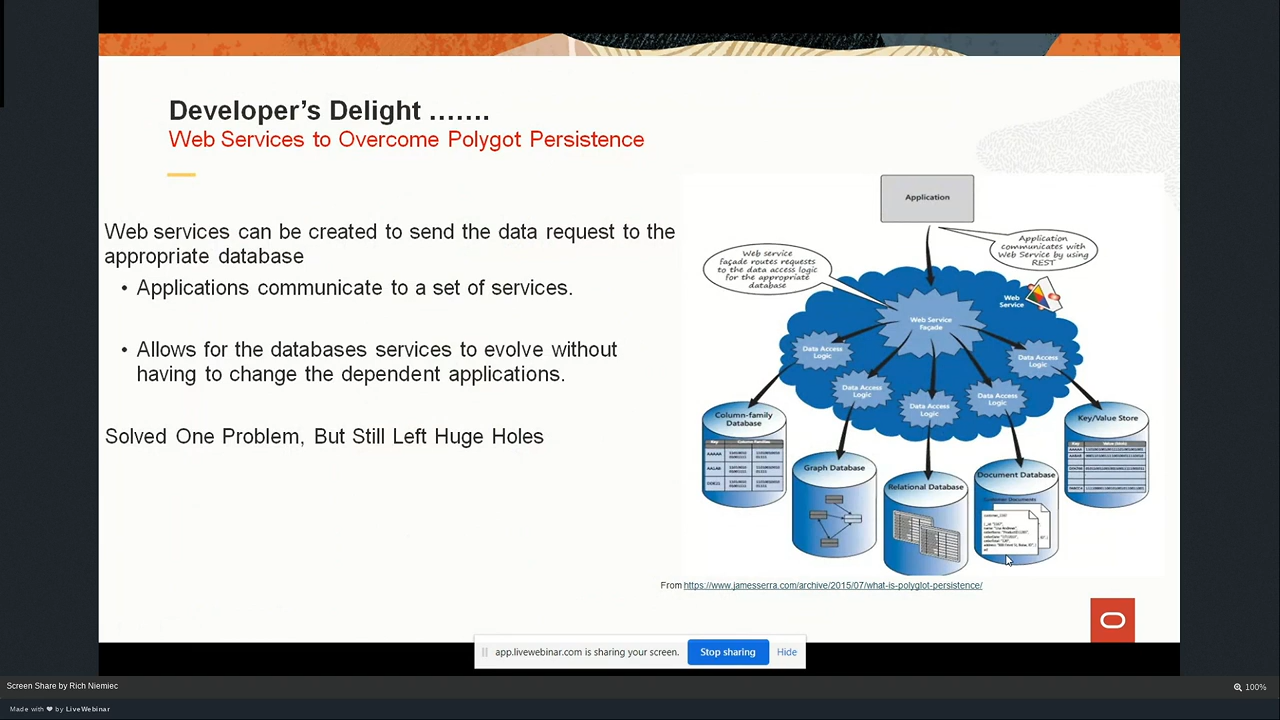 Developer’s Delight …….
Web Services to Overcome Polygot Persistence
Web services can be created to send the data request to the
appropriate database
• Applications communicate to a set of services.
• Allows for the databases services to evolve without
having to change the dependent applications.
Solved One Problem, But Still Left Huge Holes
Application
Application
communicates with
Web Service by using
REST
Web service
façade routes requests
to the data access logic
for the appropriate
database
Web
Service
Web Service
Façade
Data Access
Logic
Data Access
Logic
Data Access
Logic
Data Access
Logic
Data Access
Logic
Column-family
Database
Graph Database
Relational Database
Document Database
Customer Documents
Key/Value Store
From https://www.jamesserra.com/archive/2015/07/what-is-polyglot-persistence/
app.livewebinar.com is sharing your screen.
Stop sharing
Hide
Screen Share by Rich Niemiec
100%
Made with ❤ by LiveWebinar